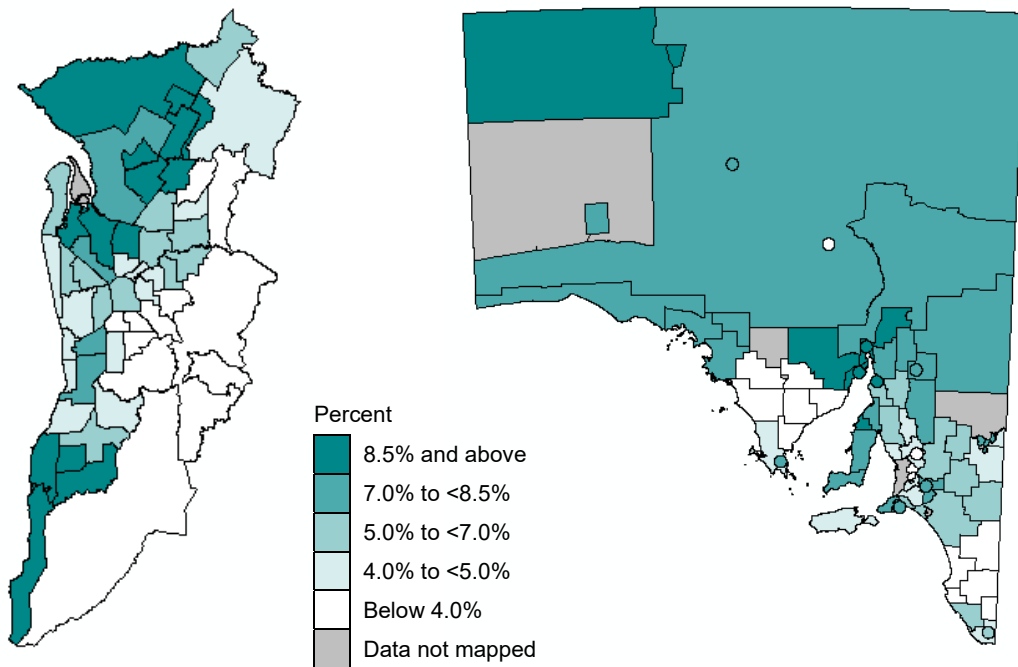 Percent
8.5% and above
7.0% to <8.5%
5.0% to <7.0%
4.0% to <5.0%
Below 4.0%
Data not mapped